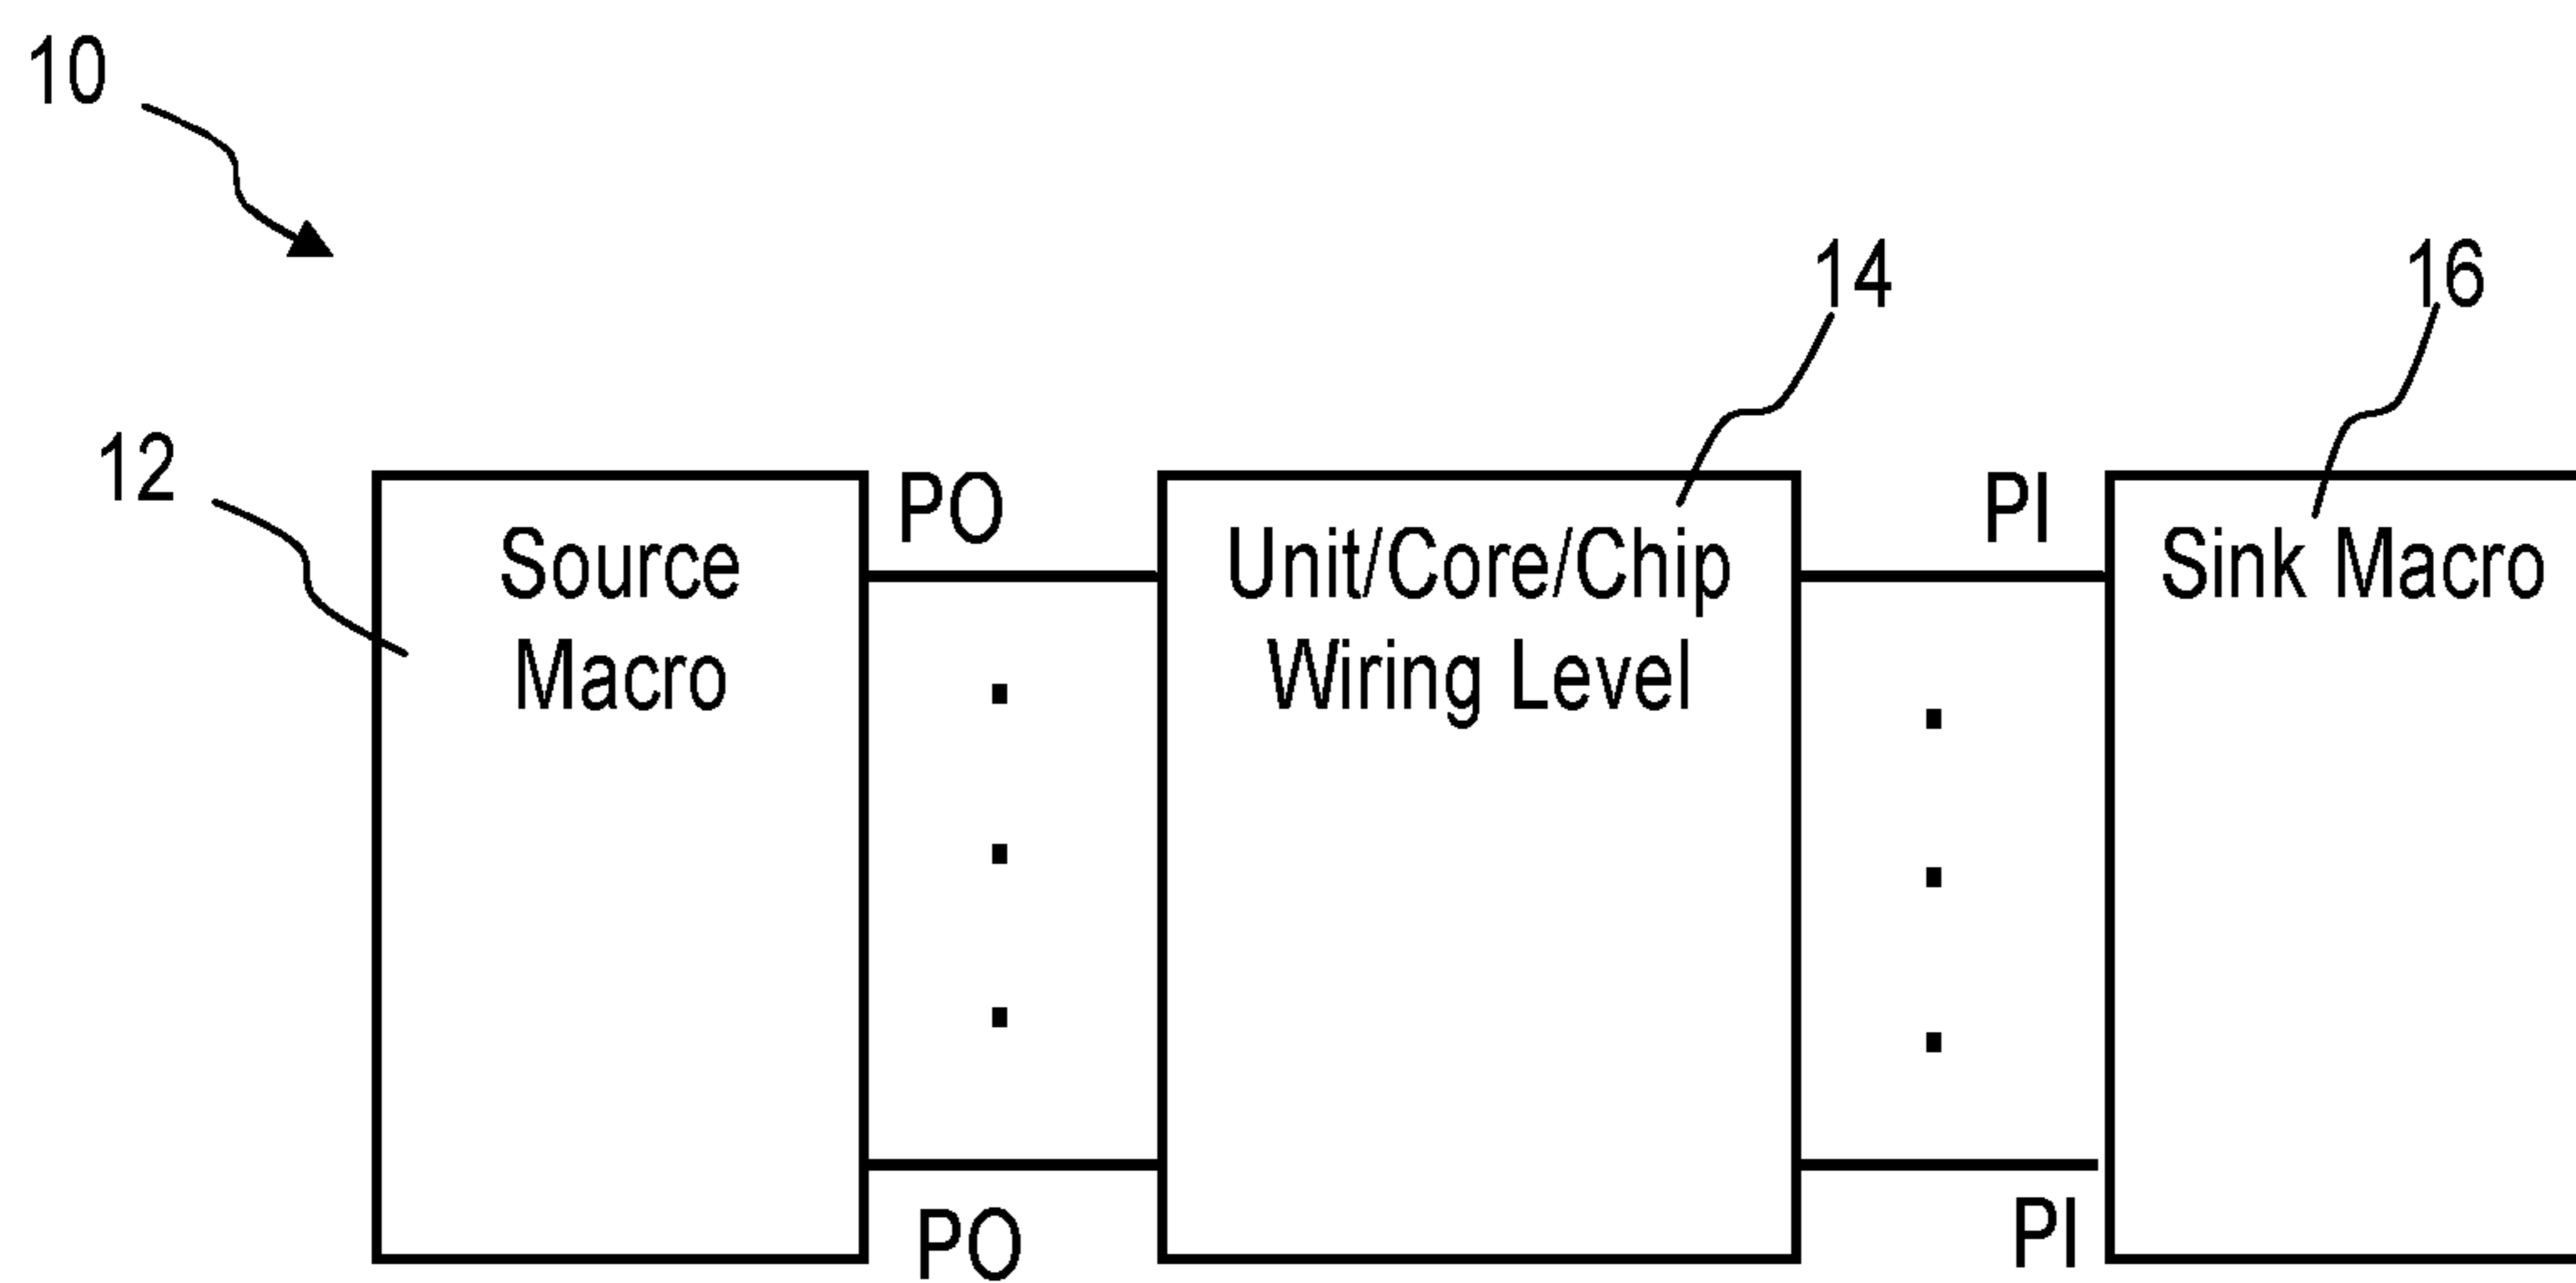 10
14
16
12
PO
PI
Source
Macro
Unit/Core/Chip
Wiring Level
Sink Macro
PO
PI